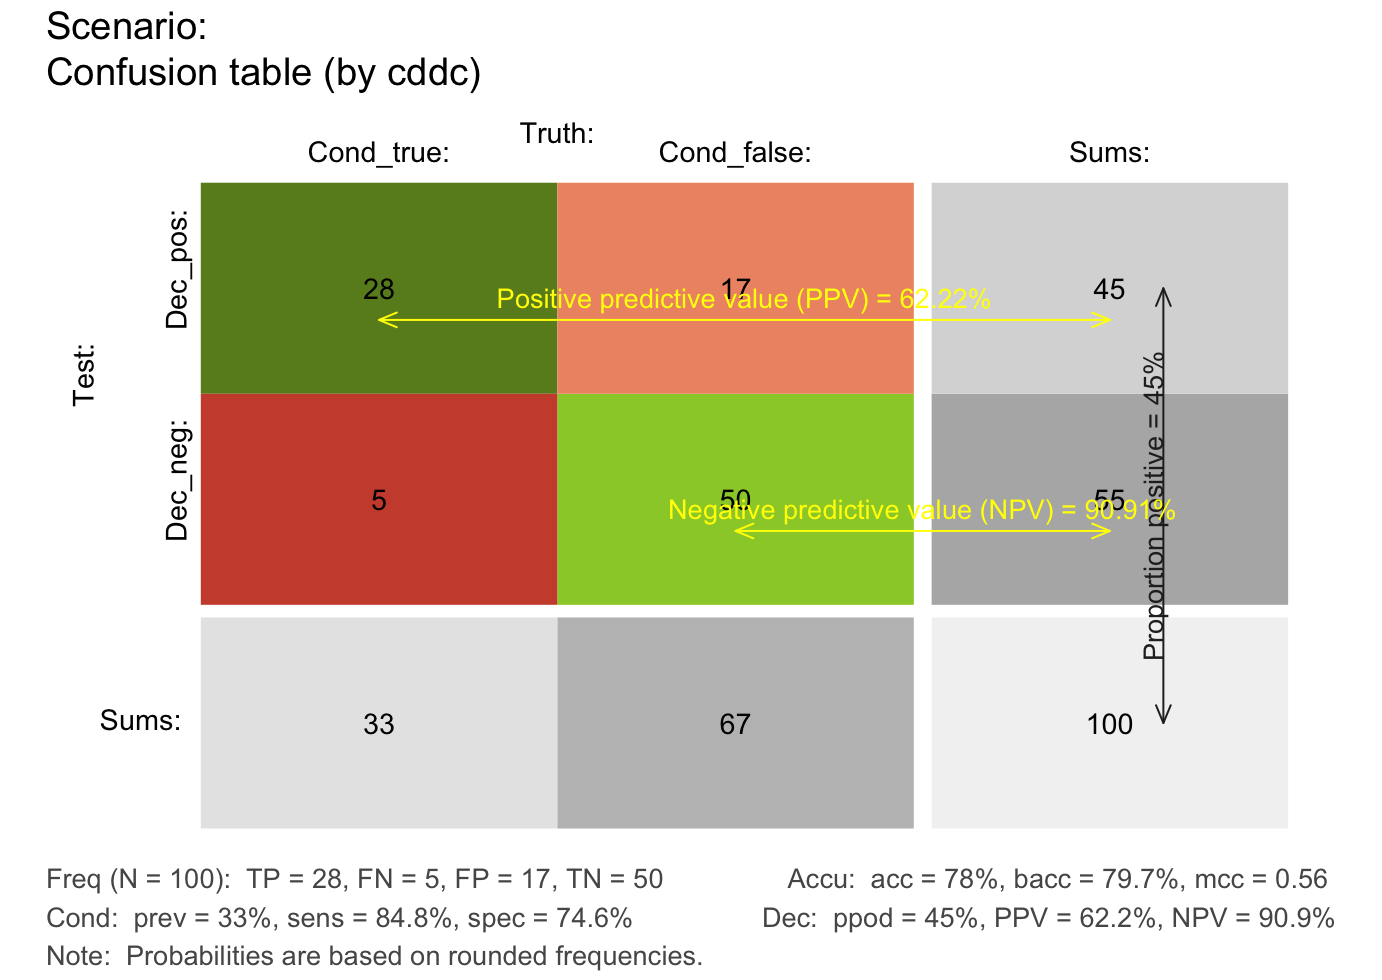 Scenario:
Confusion table (by cddc)
Truth:
Cond_true:
Cond_false:
Sums:
Test:
Dec_pos:
28
17
45
Positive predictive value (PPV) = 62.22%
Dec_neg:
5
50
55
Negative predictive value (NPV) = 90.91%
Proportion positive = 45%
Sums:
33
67
100
Freq (N = 100):  TP = 28, FN = 5, FP = 17, TN = 50
Accu:  acc = 78%, bacc = 79.7%, mcc = 0.56
Cond:  prev = 33%, sens = 84.8%, spec = 74.6%
Dec:  ppod = 45%, PPV = 62.2%, NPV = 90.9%
Note:  Probabilities are based on rounded frequencies.